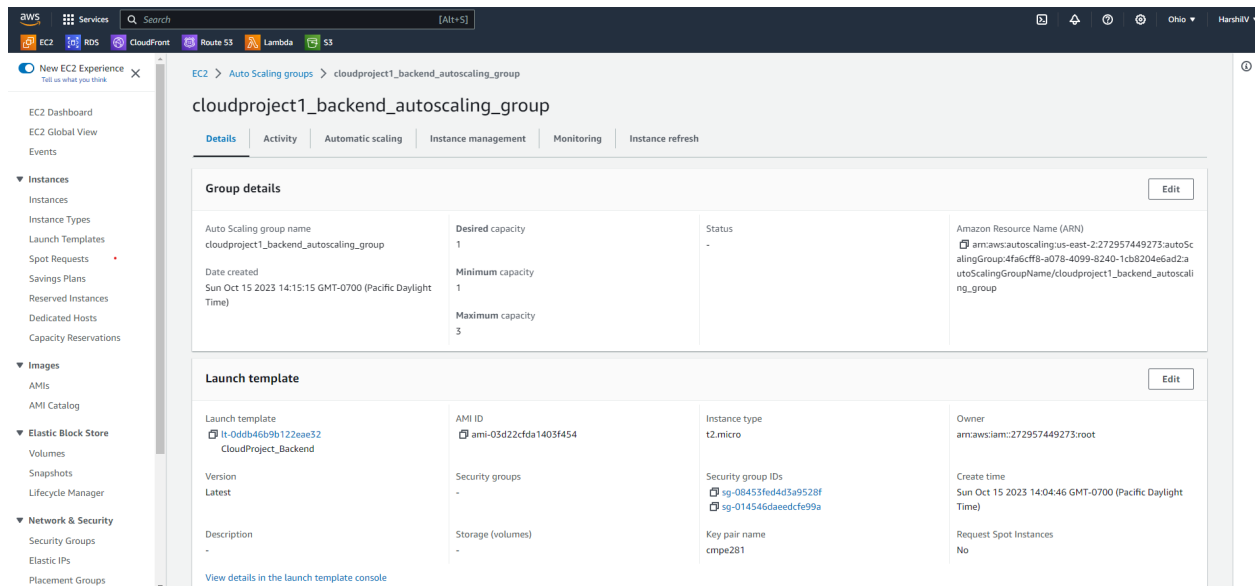 aws
Services
Search
[Alt+S]
Ohio
HarshilV
EC2
RDS
CloudFront
Route 53
Lambda
S3
New EC2 Experience
Tell us what you think
EC2 Dashboard
EC2 Global View
Events
Instances
Instances
Instance Types
Launch Templates
Spot Requests
Savings Plans
Reserved Instances
Dedicated Hosts
Capacity Reservations
Images
AMIs
AMI Catalog
Elastic Block Store
Volumes
Snapshots
Lifecycle Manager
Network & Security
Security Groups
Elastic IPs
Placement Groups
EC2 > Auto Scaling groups > cloudproject1_backend_autoscaling_group
cloudproject1_backend_autoscaling_group
Details
Activity
Automatic scaling
Instance management
Monitoring
Instance refresh
Group details
Edit
Auto Scaling group name
cloudproject1_backend_autoscaling_group
Date created
Sun Oct 15 2023 14:15:15 GMT-0700 (Pacific Daylight
Time)
Desired capacity
1
Minimum capacity
1
Maximum capacity
3
Status
-
Amazon Resource Name (ARN)
arn:aws:autoscaling:us-east-2:272957449273:autoSc
alingGroup:4fa6cff8-a078-4099-8240-1cb8204e6ad2:a
utoScalingGroupName/cloudproject1_backend_autoscali
ng_group
Launch template
Edit
Launch template
lt-0ddb46b9b122eae32
CloudProject_Backend
AMI ID
ami-03d22cfda1403f454
Instance type
t2.micro
Owner
arn:aws:iam::272957449273:root
Version
Latest
Security groups
-
Security group IDs
sg-08453fed4d3a9528f
sg-014546daeedcfe99a
Create time
Sun Oct 15 2023 14:04:46 GMT-0700 (Pacific Daylight
Time)
Description
-
Storage (volumes)
-
Key pair name
cmpe281
Request Spot Instances
No
View details in the launch template console